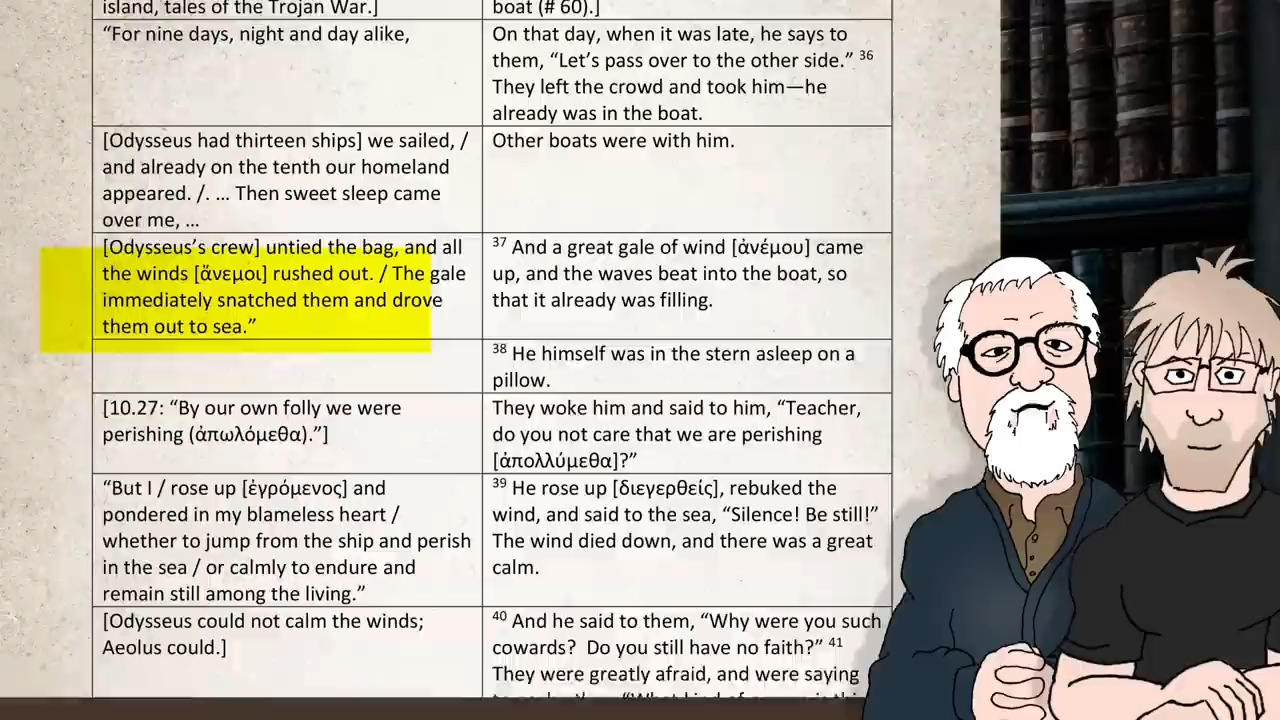 island, tales of the Trojan War.]
“For nine days, night and day alike,
[Odysseus had thirteen ships] we sailed, /
and already on the tenth our homeland
appeared. /. … Then sweet sleep came
over me, …
[Odysseus’s crew] untied the bag, and all
the winds [ἄνεμοι] rushed out. / The gale
immediately snatched them and drove
them out to sea.”
[10.27: “By our own folly we were
perishing (ἀπωλόμεθα).”]
“But I / rose up [ἐγρόμενος] and
pondered in my blameless heart /
whether to jump from the ship and perish
in the sea / or calmly to endure and
remain still among the living.”
[Odysseus could not calm the winds;
Aeolus could.]
boat (# 60).]
On that day, when it was late, he says to
them, “Let’s pass over to the other side.” 36
They left the crowd and took him—he
already was in the boat.
Other boats were with him.
37 And a great gale of wind [ἀνέμου] came
up, and the waves beat into the boat, so
that it already was filling.
38 He himself was in the stern asleep on a
pillow.
They woke him and said to him, “Teacher,
do you not care that we are perishing
[ἀπολλύμεθα]?”
39 He rose up [διεγερθείς], rebuked the
wind, and said to the sea, “Silence! Be still!”
The wind died down, and there was a great
calm.
40 And he said to them, “Why were you such
cowards? Do you still have no faith?” 41
They were greatly afraid, and were saying